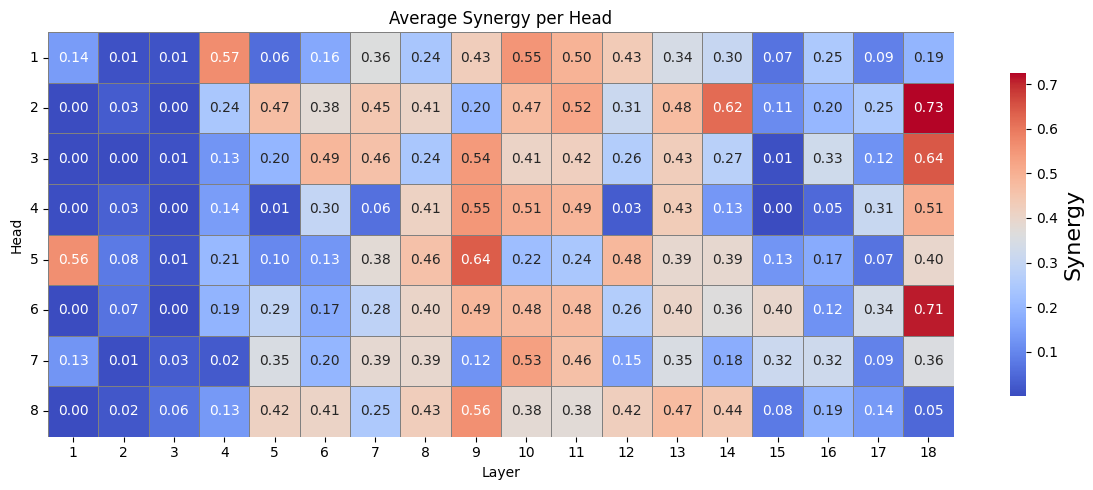 Average Synergy per Head
1 0.14 0.01 0.01 0.57 0.06 0.16 0.36 0.24 0.43 0.55 0.50 0.43 0.34 0.30 0.07 0.25 0.09 0.19
2 0.00 0.03 0.00 0.24 0.47 0.38 0.45 0.41 0.20 0.47 0.52 0.31 0.48 0.62 0.11 0.20 0.25 0.73
3 0.00 0.00 0.01 0.13 0.20 0.49 0.46 0.24 0.54 0.41 0.42 0.26 0.43 0.27 0.01 0.33 0.12 0.64
4 0.00 0.03 0.00 0.14 0.01 0.30 0.06 0.41 0.55 0.51 0.49 0.03 0.43 0.13 0.00 0.05 0.31 0.51
5 0.56 0.08 0.01 0.21 0.10 0.13 0.38 0.46 0.64 0.22 0.24 0.48 0.39 0.39 0.13 0.17 0.07 0.40
6 0.00 0.07 0.00 0.19 0.29 0.17 0.28 0.40 0.49 0.48 0.48 0.26 0.40 0.36 0.40 0.12 0.34 0.71
7 0.13 0.01 0.03 0.02 0.35 0.20 0.39 0.39 0.12 0.53 0.46 0.15 0.35 0.18 0.32 0.32 0.09 0.36
8 0.00 0.02 0.06 0.13 0.42 0.41 0.25 0.43 0.56 0.38 0.38 0.42 0.47 0.44 0.08 0.19 0.14 0.05
1 2 3 4 5 6 7 8 9 10 11 12 13 14 15 16 17 18
Layer
Head
0.7
0.6
0.5
0.4
0.3
0.2
0.1
Synergy